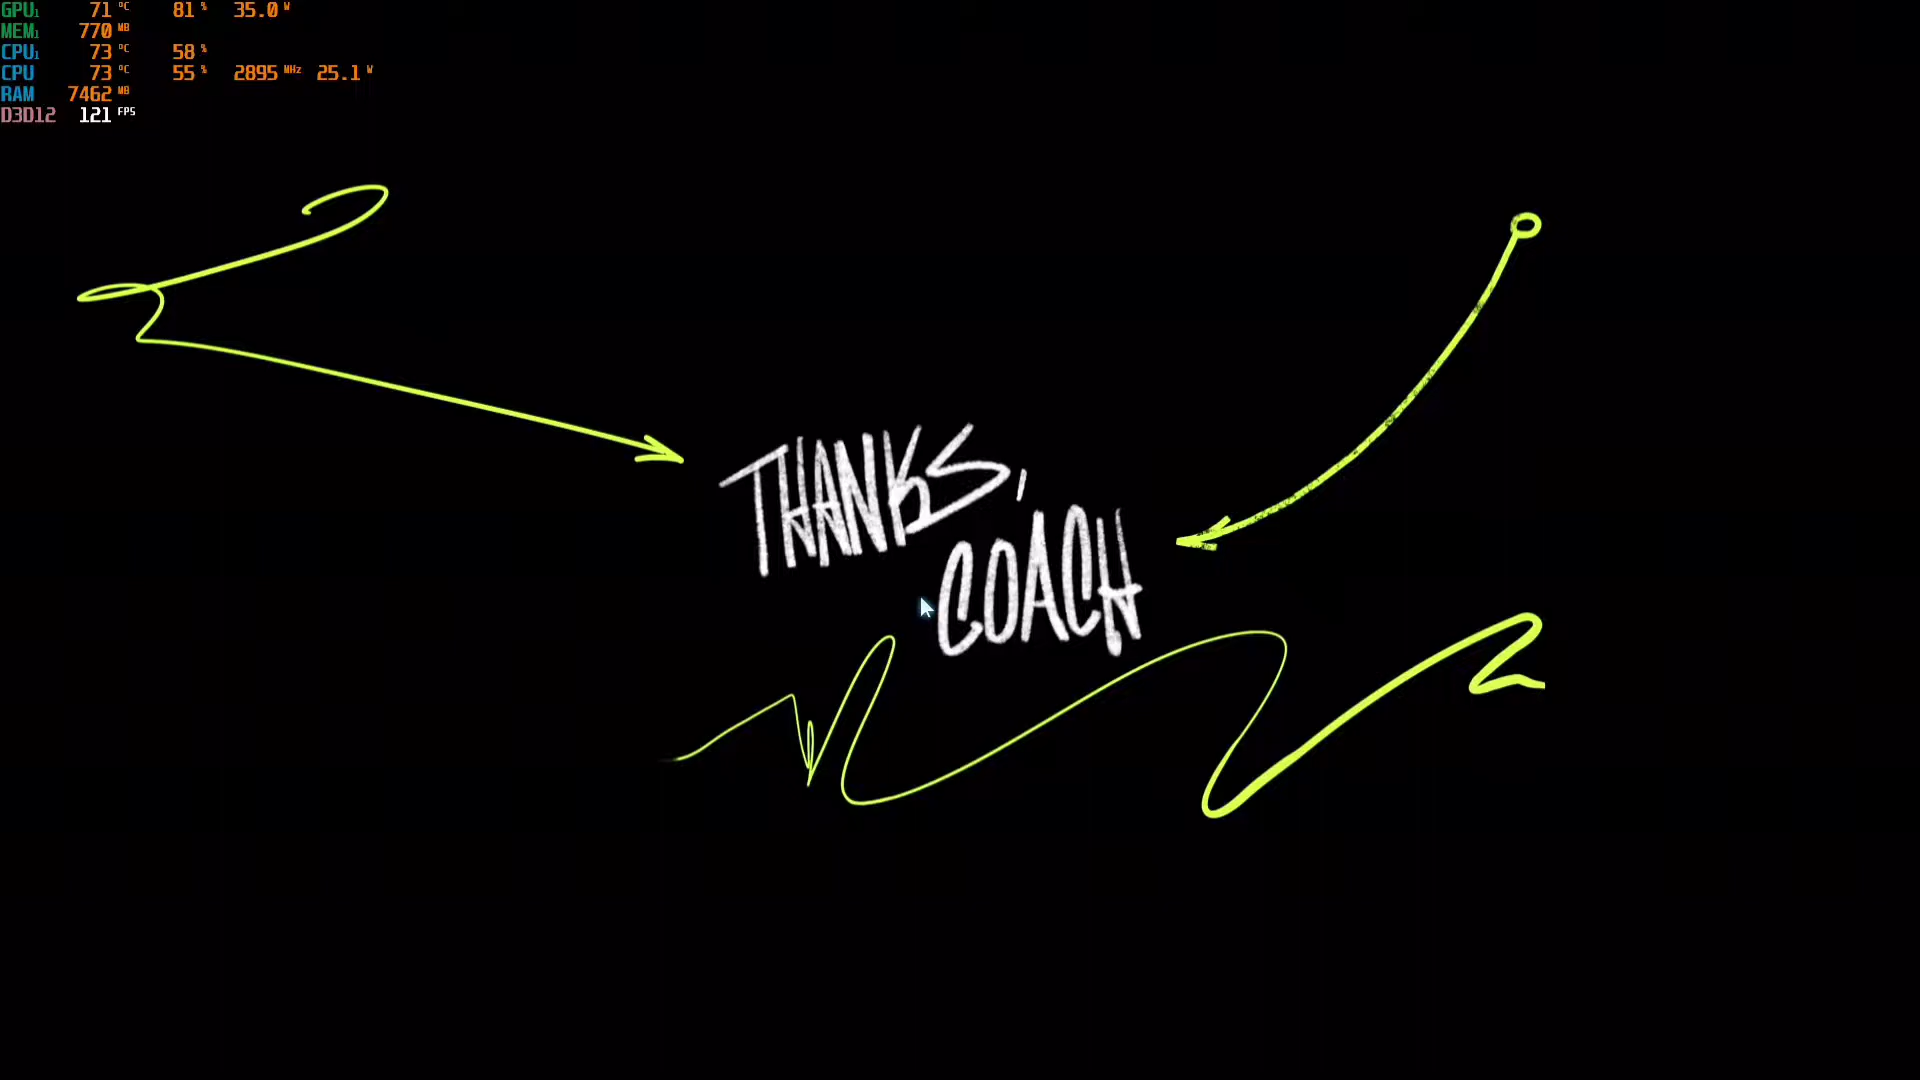 GPU1 71 °C 81 % 35.0 W
MEM1 770 MB
CPU1 73 °C 58 %
CPU 73 °C 55 % 2895 MHz 25.1 W
RAM 7462 MB
D3D12 121 FPS
THANKS,
COACH